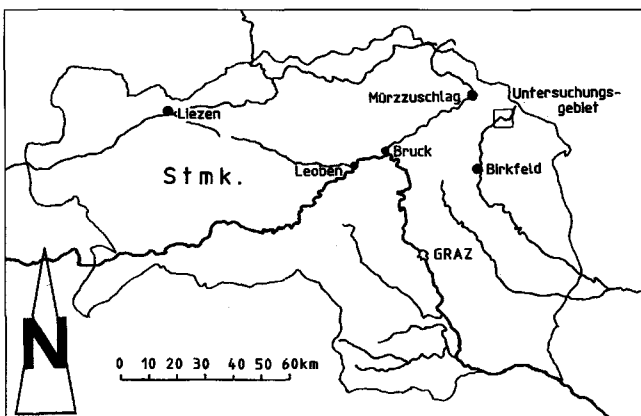 Untersuchungs-
gebiet
Mürzzuschlag
Liezen
Bruck
Leoben
Birkfeld
Stmk.
GRAZ
N
0 10 20 30 40 50 60km